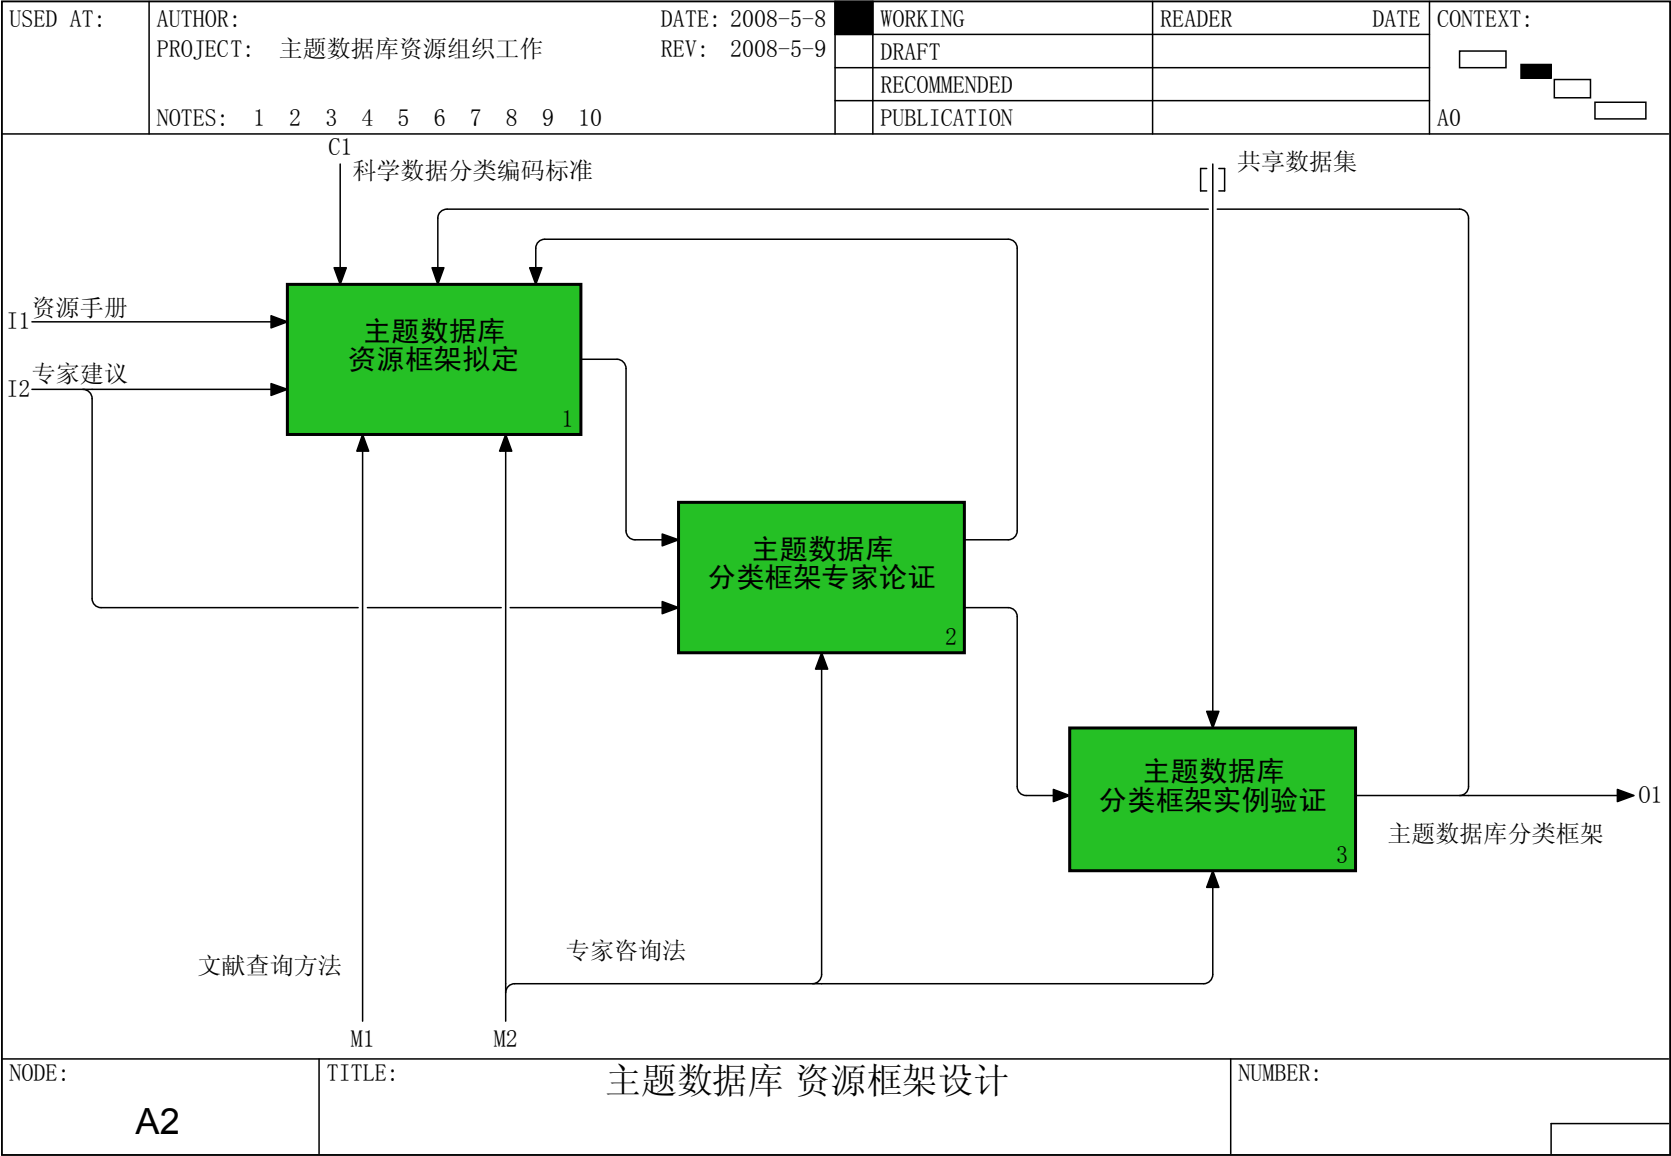 USED AT:
AUTHOR:
DATE: 2008-5-8
PROJECT: 主题数据库资源组织工作
REV: 2008-5-9
NOTES: 1 2 3 4 5 6 7 8 9 10
WORKING
DRAFT
RECOMMENDED
PUBLICATION
READER DATE
CONTEXT:
A0
C1
科学数据分类编码标准
共享数据集
I1
资源手册
I2
专家建议
主题数据库
资源框架拟定
1
主题数据库
分类框架专家论证
2
主题数据库
分类框架实例验证
3
O1
主题数据库分类框架
文献查询方法
专家咨询法
M1
M2
NODE:
A2
TITLE:
主题数据库 资源框架设计
NUMBER: